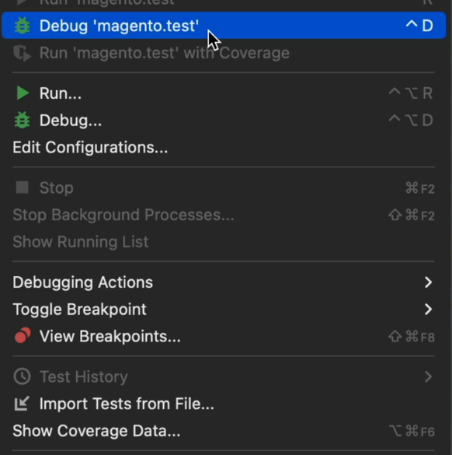 Run 'magento.test'
Debug 'magento.test' ^ D
Run 'magento.test' with Coverage
Run... ^ ⌥ R
Debug... ^ ⌥ D
Edit Configurations...
Stop ⌘F2
Stop Background Processes... ⇧⌘F2
Show Running List
Debugging Actions
Toggle Breakpoint
View Breakpoints... ⇧⌘F8
Test History
Import Tests from File...
Show Coverage Data... ⌥⌘F6